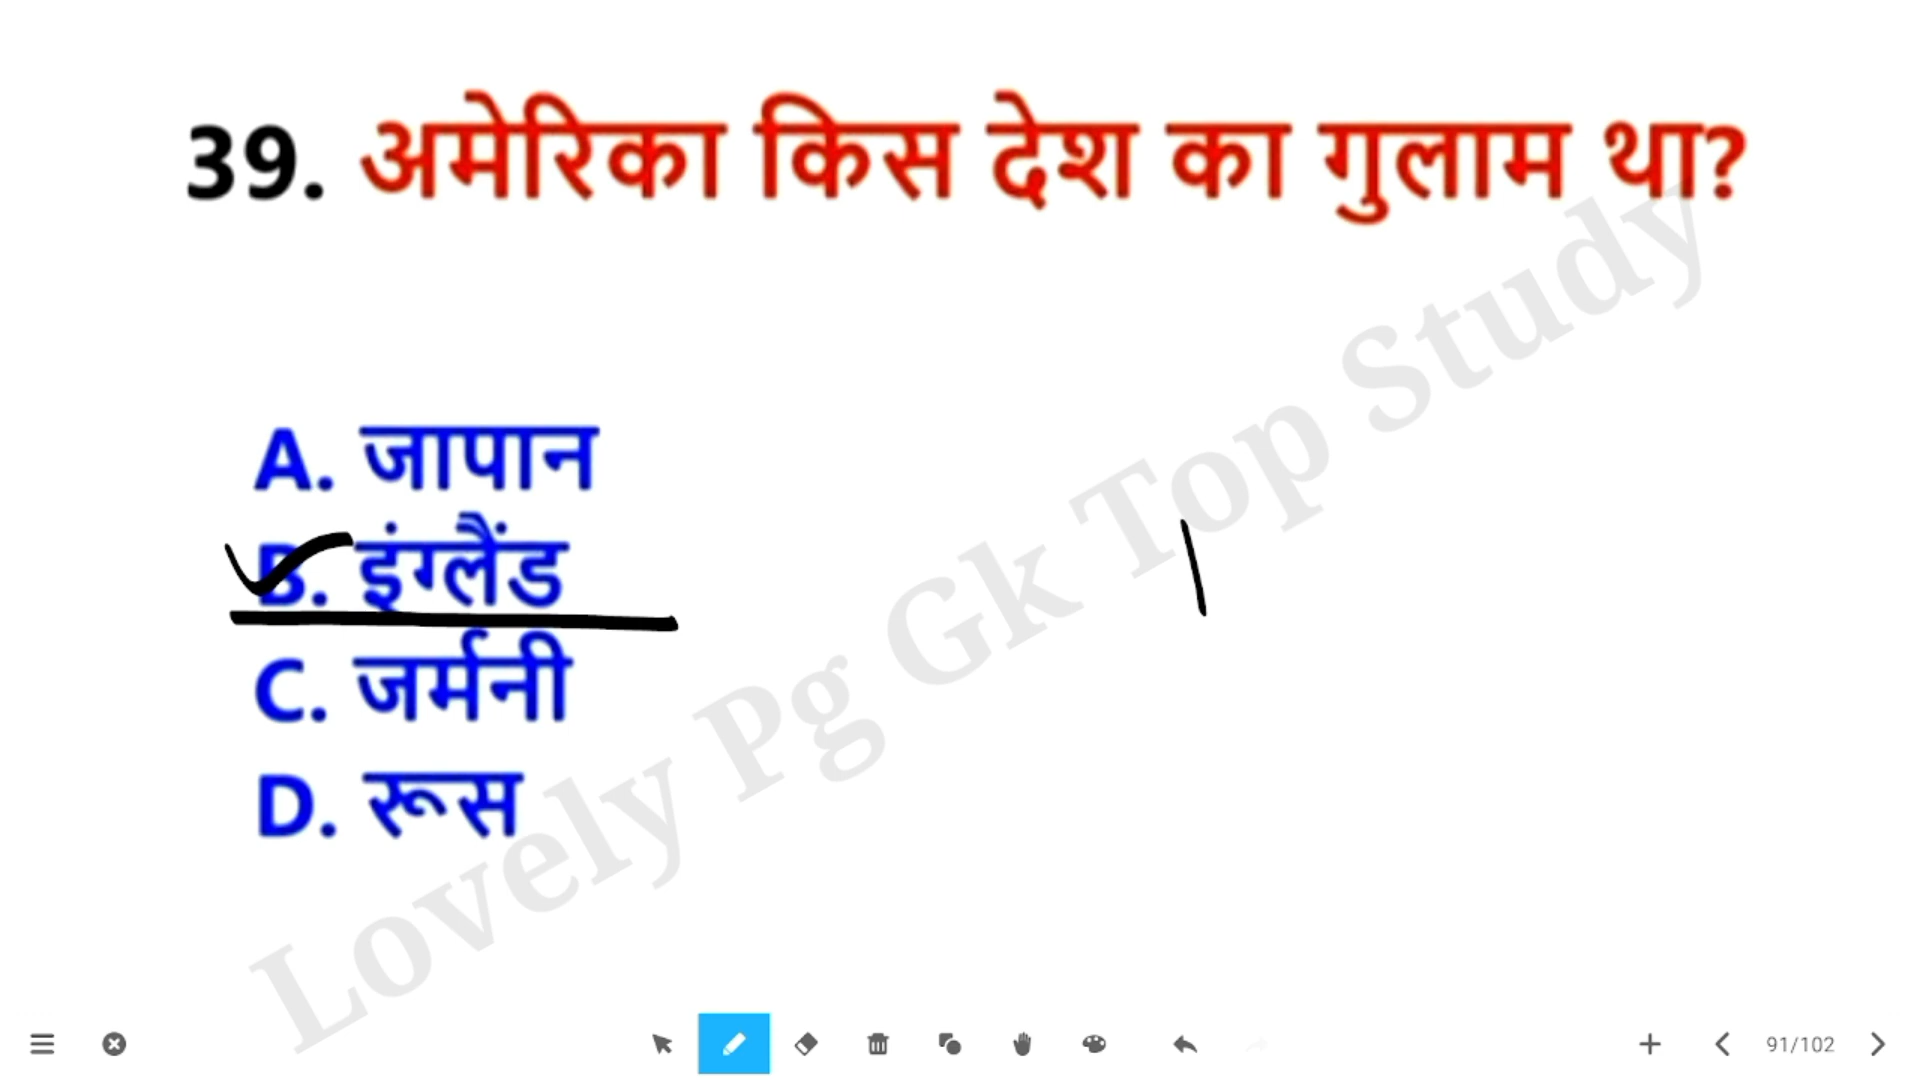 39. अमेरिका किस देश का गुलाम था?
A. जापान
B. इंग्लैंड
C. जर्मनी
D. रूस
Lovely Pg Gk Top Study
91/102